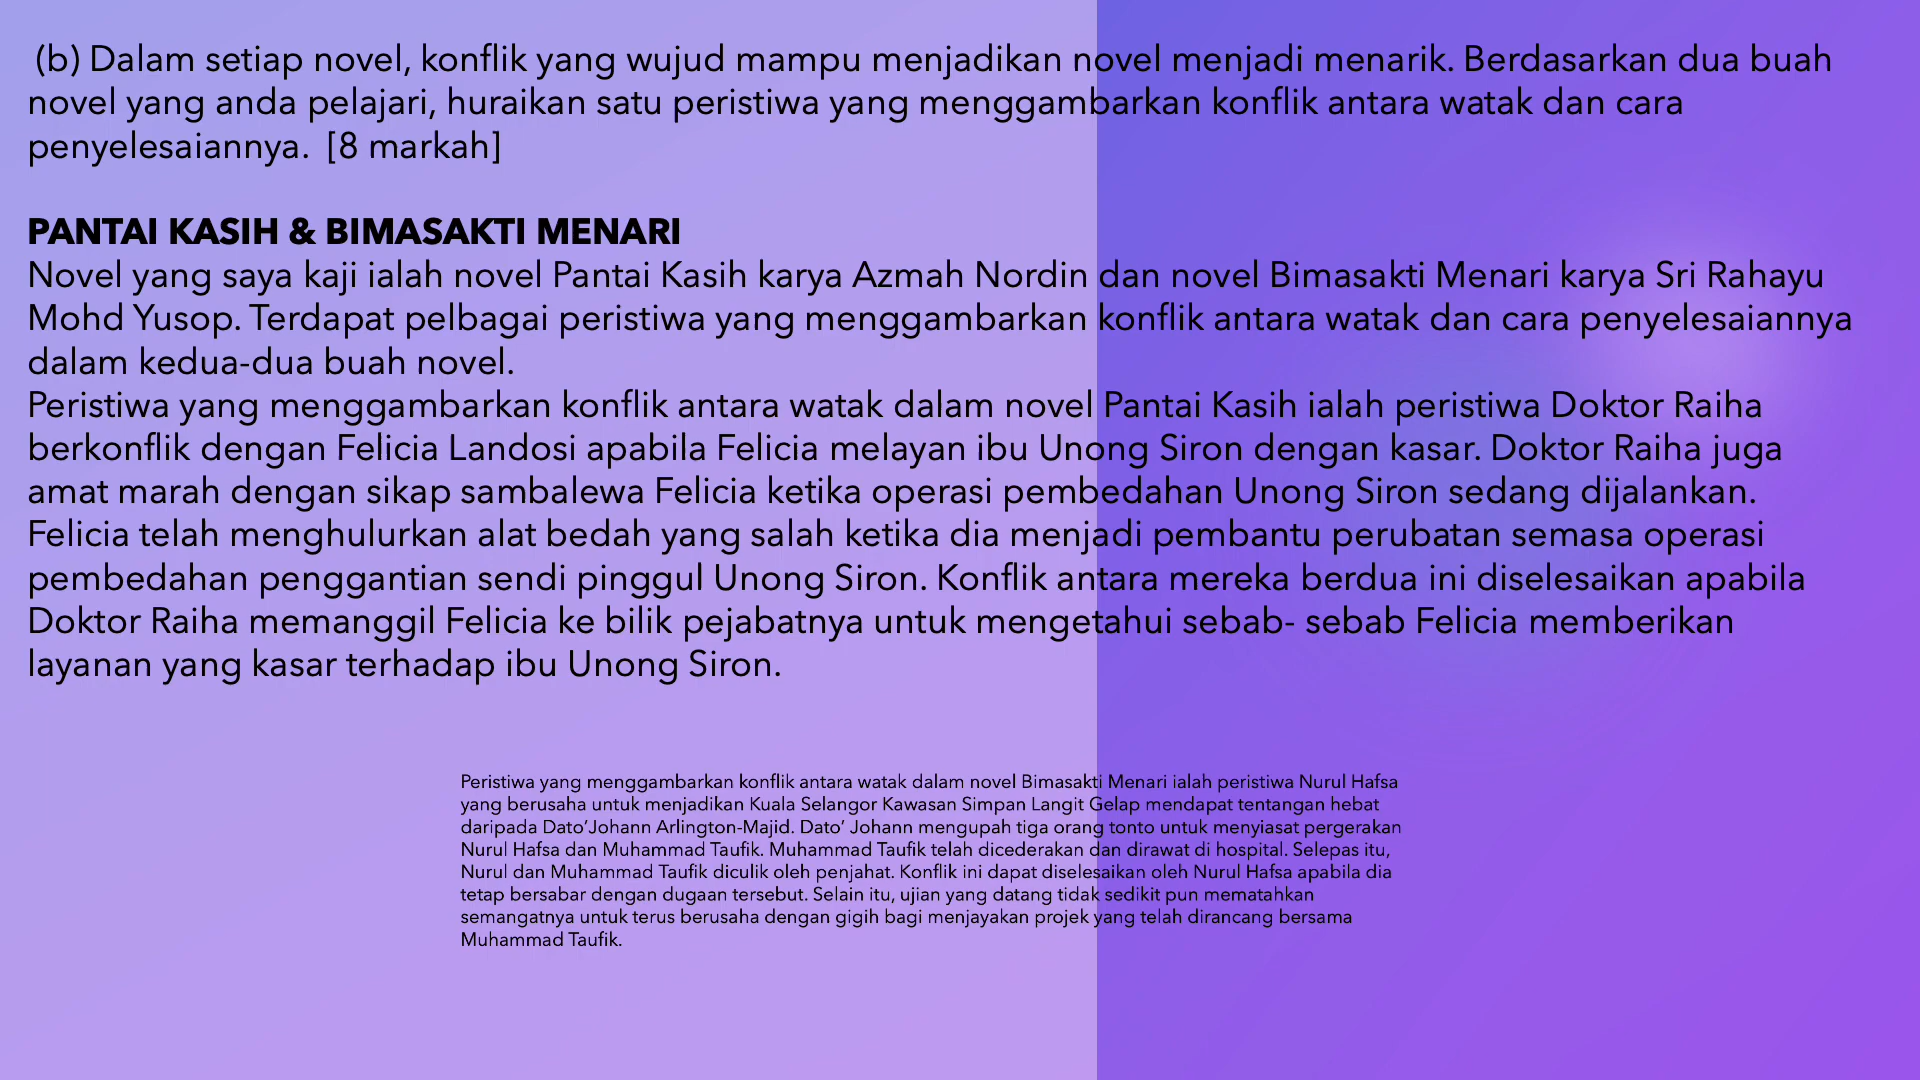 (b) Dalam setiap novel, konflik yang wujud mampu menjadikan novel menjadi menarik. Berdasarkan dua buah
novel yang anda pelajari, huraikan satu peristiwa yang menggambarkan konflik antara watak dan cara
penyelesaiannya. [8 markah]
PANTAI KASIH & BIMASAKTI MENARI
Novel yang saya kaji ialah novel Pantai Kasih karya Azmah Nordin dan novel Bimasakti Menari karya Sri Rahayu
Mohd Yusop. Terdapat pelbagai peristiwa yang menggambarkan konflik antara watak dan cara penyelesaiannya
dalam kedua-dua buah novel.
Peristiwa yang menggambarkan konflik antara watak dalam novel Pantai Kasih ialah peristiwa Doktor Raiha
berkonflik dengan Felicia Landosi apabila Felicia melayan ibu Unong Siron dengan kasar. Doktor Raiha juga
amat marah dengan sikap sambalewa Felicia ketika operasi pembedahan Unong Siron sedang dijalankan.
Felicia telah menghulurkan alat bedah yang salah ketika dia menjadi pembantu perubatan semasa operasi
pembedahan penggantian sendi pinggul Unong Siron. Konflik antara mereka berdua ini diselesaikan apabila
Doktor Raiha memanggil Felicia ke bilik pejabatnya untuk mengetahui sebab- sebab Felicia memberikan
layanan yang kasar terhadap ibu Unong Siron.
Peristiwa yang menggambarkan konflik antara watak dalam novel Bimasakti Menari ialah peristiwa Nurul Hafsa
yang berusaha untuk menjadikan Kuala Selangor Kawasan Simpan Langit Gelap mendapat tentangan hebat
daripada Dato’Johann Arlington-Majid. Dato’ Johann mengupah tiga orang tonto untuk menyiasat pergerakan
Nurul Hafsa dan Muhammad Taufik. Muhammad Taufik telah dicederakan dan dirawat di hospital. Selepas itu,
Nurul dan Muhammad Taufik diculik oleh penjahat. Konflik ini dapat diselesaikan oleh Nurul Hafsa apabila dia
tetap bersabar dengan dugaan tersebut. Selain itu, ujian yang datang tidak sedikit pun mematahkan
semangatnya untuk terus berusaha dengan gigih bagi menjayakan projek yang telah dirancang bersama
Muhammad Taufik.